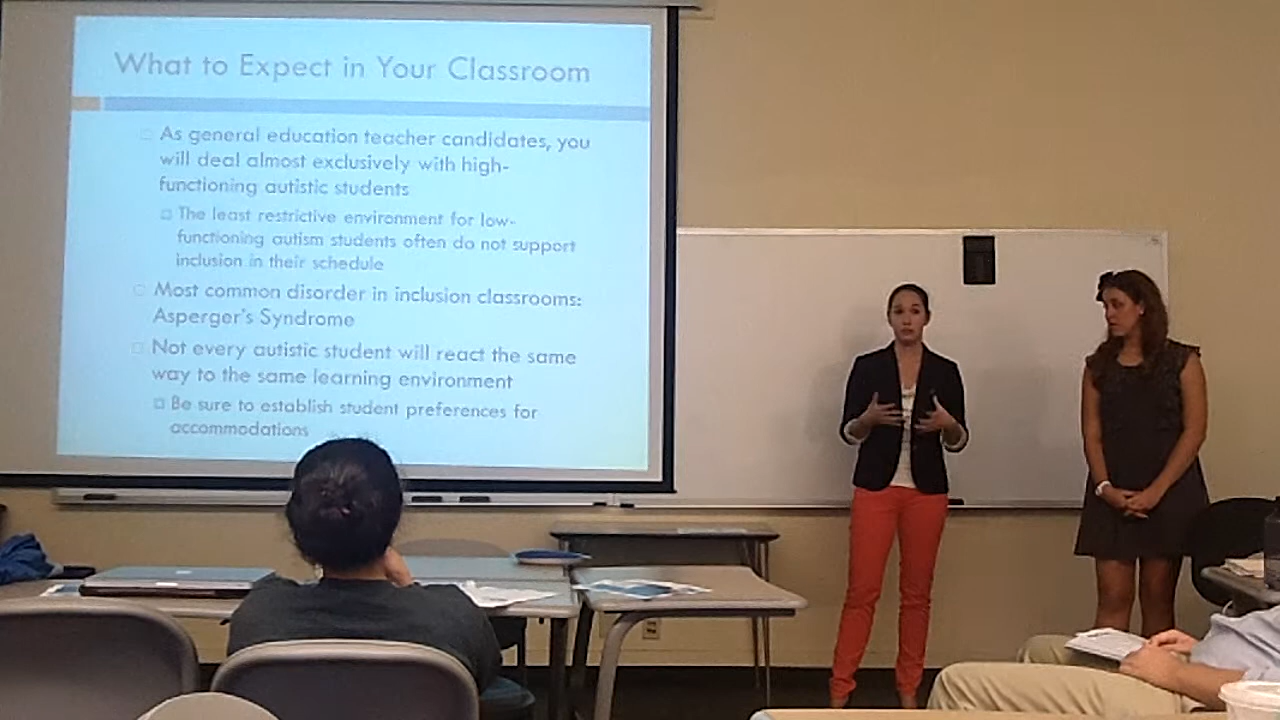 What to Expect in Your Classroom
As general education teacher candidates, you
will deal almost exclusively with high-
functioning autistic students
The least restrictive environment for low-
functioning autism students often do not support
inclusion in their schedule
Most common disorder in inclusion classrooms:
Asperger's Syndrome
Not every autistic student will react the same
way to the same learning environment
Be sure to establish student preferences for
accommodations